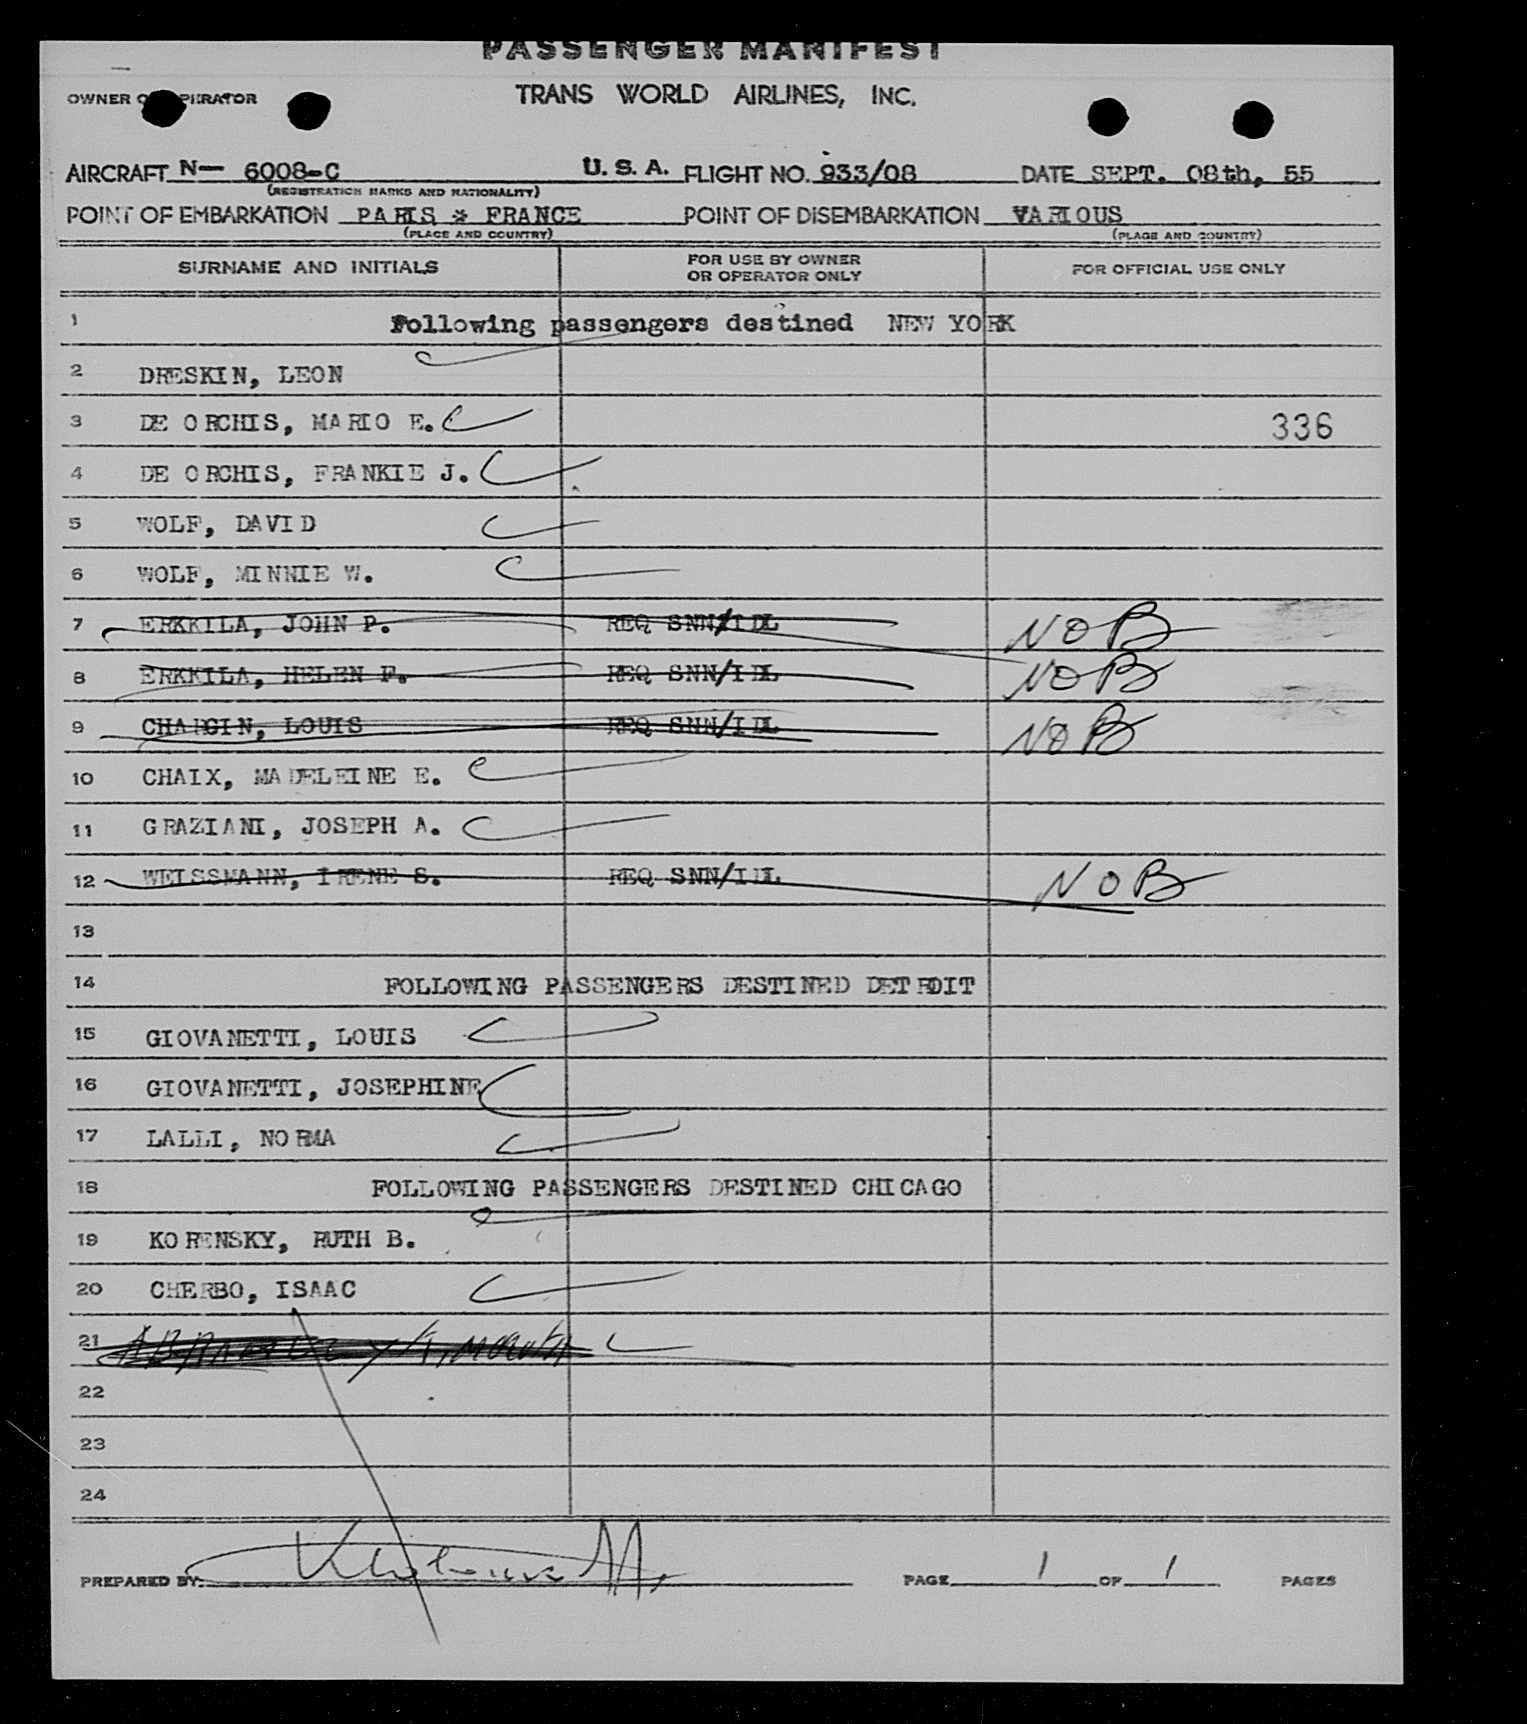 PASSENGER MANIFEST
OWNER OR OPERATOR TRANS WORLD AIRLINES, INC.
AIRCRAFT N— 6008-C U. S. A. FLIGHT NO. 933/08 DATE SEPT. 08th, 55
(REGISTRATION MARKS AND NATIONALITY)
POINT OF EMBARKATION PARIS * FRANCE POINT OF DISEMBARKATION VARIOUS
(PLACE AND COUNTRY) (PLACE AND COUNTRY)
SURNAME AND INITIALS FOR USE BY OWNER OR OPERATOR ONLY FOR OFFICIAL USE ONLY
1 Following passengers destined NEW YORK
2 DRESKIN, LEON
3 DE ORCHIS, MARIO E. 336
4 DE ORCHIS, FRANKIE J.
5 WOLF, DAVID
6 WOLF, MINNIE W.
7 ERKKILA, JOHN P. REQ SNN/IDL NOB
8 ERKKILA, HELEN F. REQ SNN/IDL NOB
9 CHARGIN, LOUIS REQ SNN/IDL NOB
10 CHAIX, MADELEINE E.
11 GRAZIANI, JOSEPH A.
12 WEISSMANN, IRENE S. REQ SNN/IDL NOB
13
14 FOLLOWING PASSENGERS DESTINED DETROIT
15 GIOVANETTI, LOUIS
16 GIOVANETTI, JOSEPHINE
17 LALLI, NORMA
18 FOLLOWING PASSENGERS DESTINED CHICAGO
19 KORENSKY, RUTH B.
20 CHERBO, ISAAC
21
22
23
24
PREPARED BY: PAGE 1 OF 1 PAGES